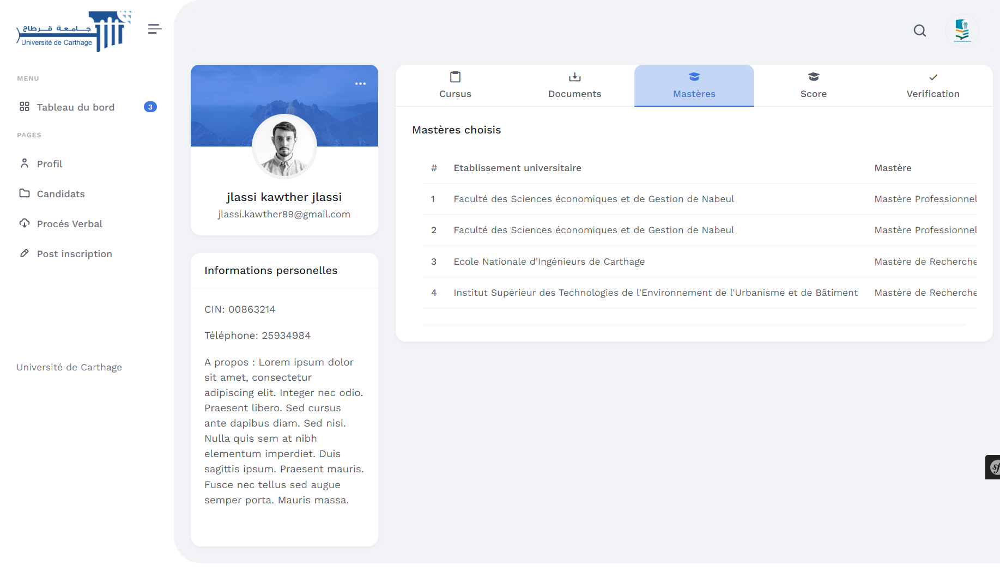 جـامـعـة قـرطاج
Université de Carthage
MENU
Tableau du bord
3
PAGES
Profil
Candidats
Procés Verbal
Post inscription
Université de Carthage
jlassi kawther jlassi
jlassi.kawther89@gmail.com
Informations personelles
CIN: 00863214
Téléphone: 25934984
A propos : Lorem ipsum dolor
sit amet, consectetur
adipiscing elit. Integer nec odio.
Praesent libero. Sed cursus
ante dapibus diam. Sed nisi.
Nulla quis sem at nibh
elementum imperdiet. Duis
sagittis ipsum. Praesent mauris.
Fusce nec tellus sed augue
semper porta. Mauris massa.
Cursus
Documents
Mastères
Score
Verification
Mastères choisis
# Etablissement universitaire Mastère
1 Faculté des Sciences économiques et de Gestion de Nabeul Mastère Professionnel
2 Faculté des Sciences économiques et de Gestion de Nabeul Mastère Professionnel
3 Ecole Nationale d'Ingénieurs de Carthage Mastère de Recherche
4 Institut Supérieur des Technologies de l'Environnement de l'Urbanisme et de Bâtiment Mastère de Recherche
sf